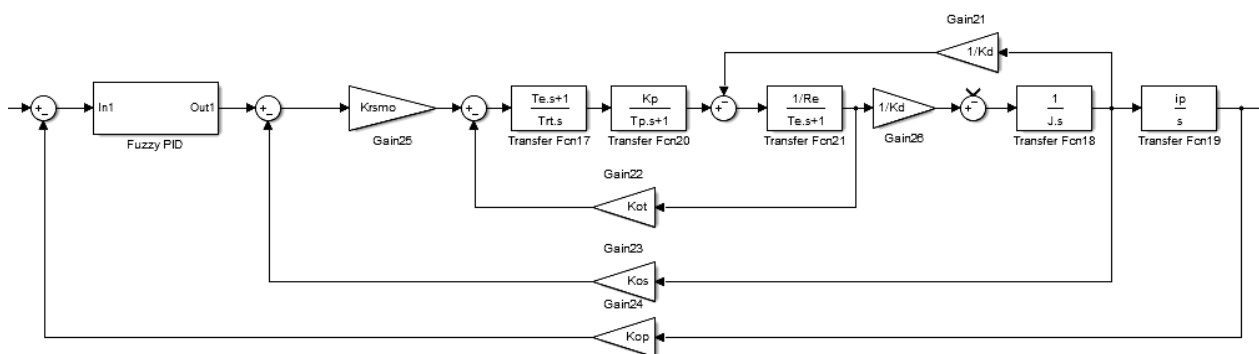 Gain21
1/Kd
In1
Out1
Fuzzy PID
Krsmo
Gain25
Te.s+1
Trt.s
Transfer Fcn17
Kp
Tp.s+1
Transfer Fcn20
1/Re
Te.s+1
Transfer Fcn21
1/Kd
Gain26
1
J.s
Transfer Fcn18
ip
s
Transfer Fcn19
Gain22
Kot
Gain23
Kos
Gain24
Kop